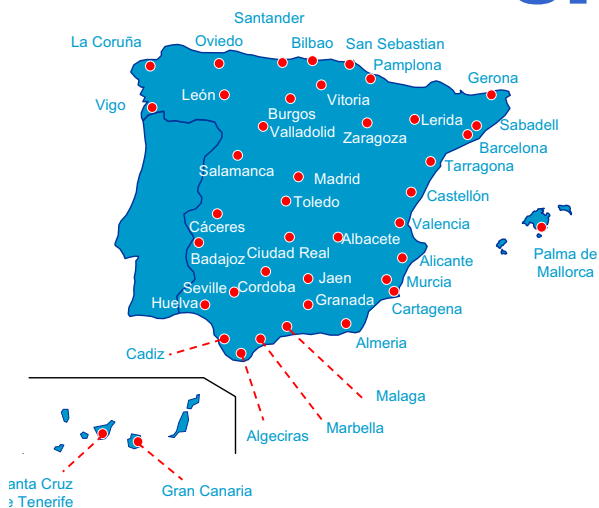 Santander
La Coruña
Oviedo
Bilbao
San Sebastian
Pamplona
Gerona
León
Vitoria
Vigo
Burgos
Lerida
Sabadell
Valladolid
Zaragoza
Barcelona
Tarragona
Salamanca
Madrid
Castellón
Toledo
Cáceres
Valencia
Albacete
Ciudad Real
Badajoz
Palma de
Mallorca
Alicante
Jaen
Murcia
Seville
Cordoba
Huelva
Granada
Cartagena
Almeria
Cadiz
Malaga
Marbella
Algeciras
anta Cruz
e Tenerife
Gran Canaria